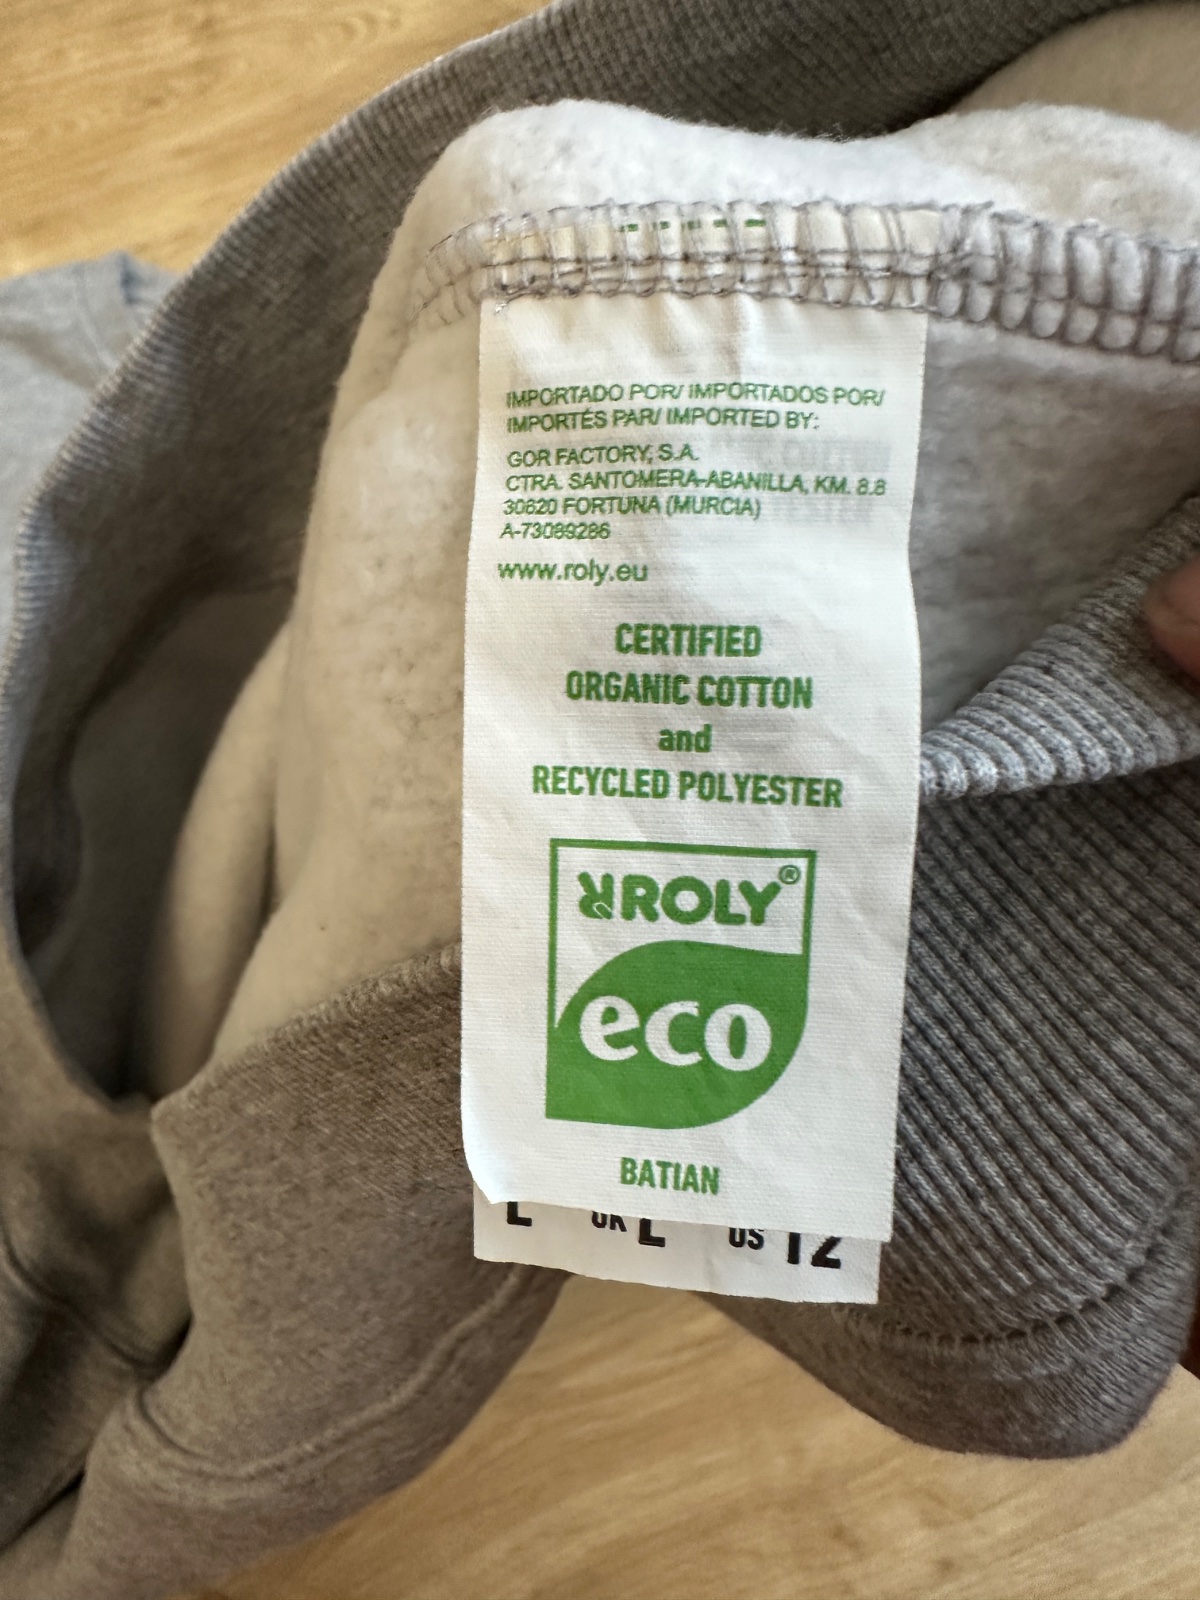 IMPORTADO POR/ IMPORTADOS POR/
IMPORTÉS PAR/ IMPORTED BY:
GOR FACTORY, S.A.
CTRA. SANTOMERA-ABANILLA, KM. 8.8
30620 FORTUNA (MURCIA)
A-73089286
www.roly.eu
CERTIFIED
ORGANIC COTTON
and
RECYCLED POLYESTER
ROLY®
eco
BATIAN
L UK L US 12